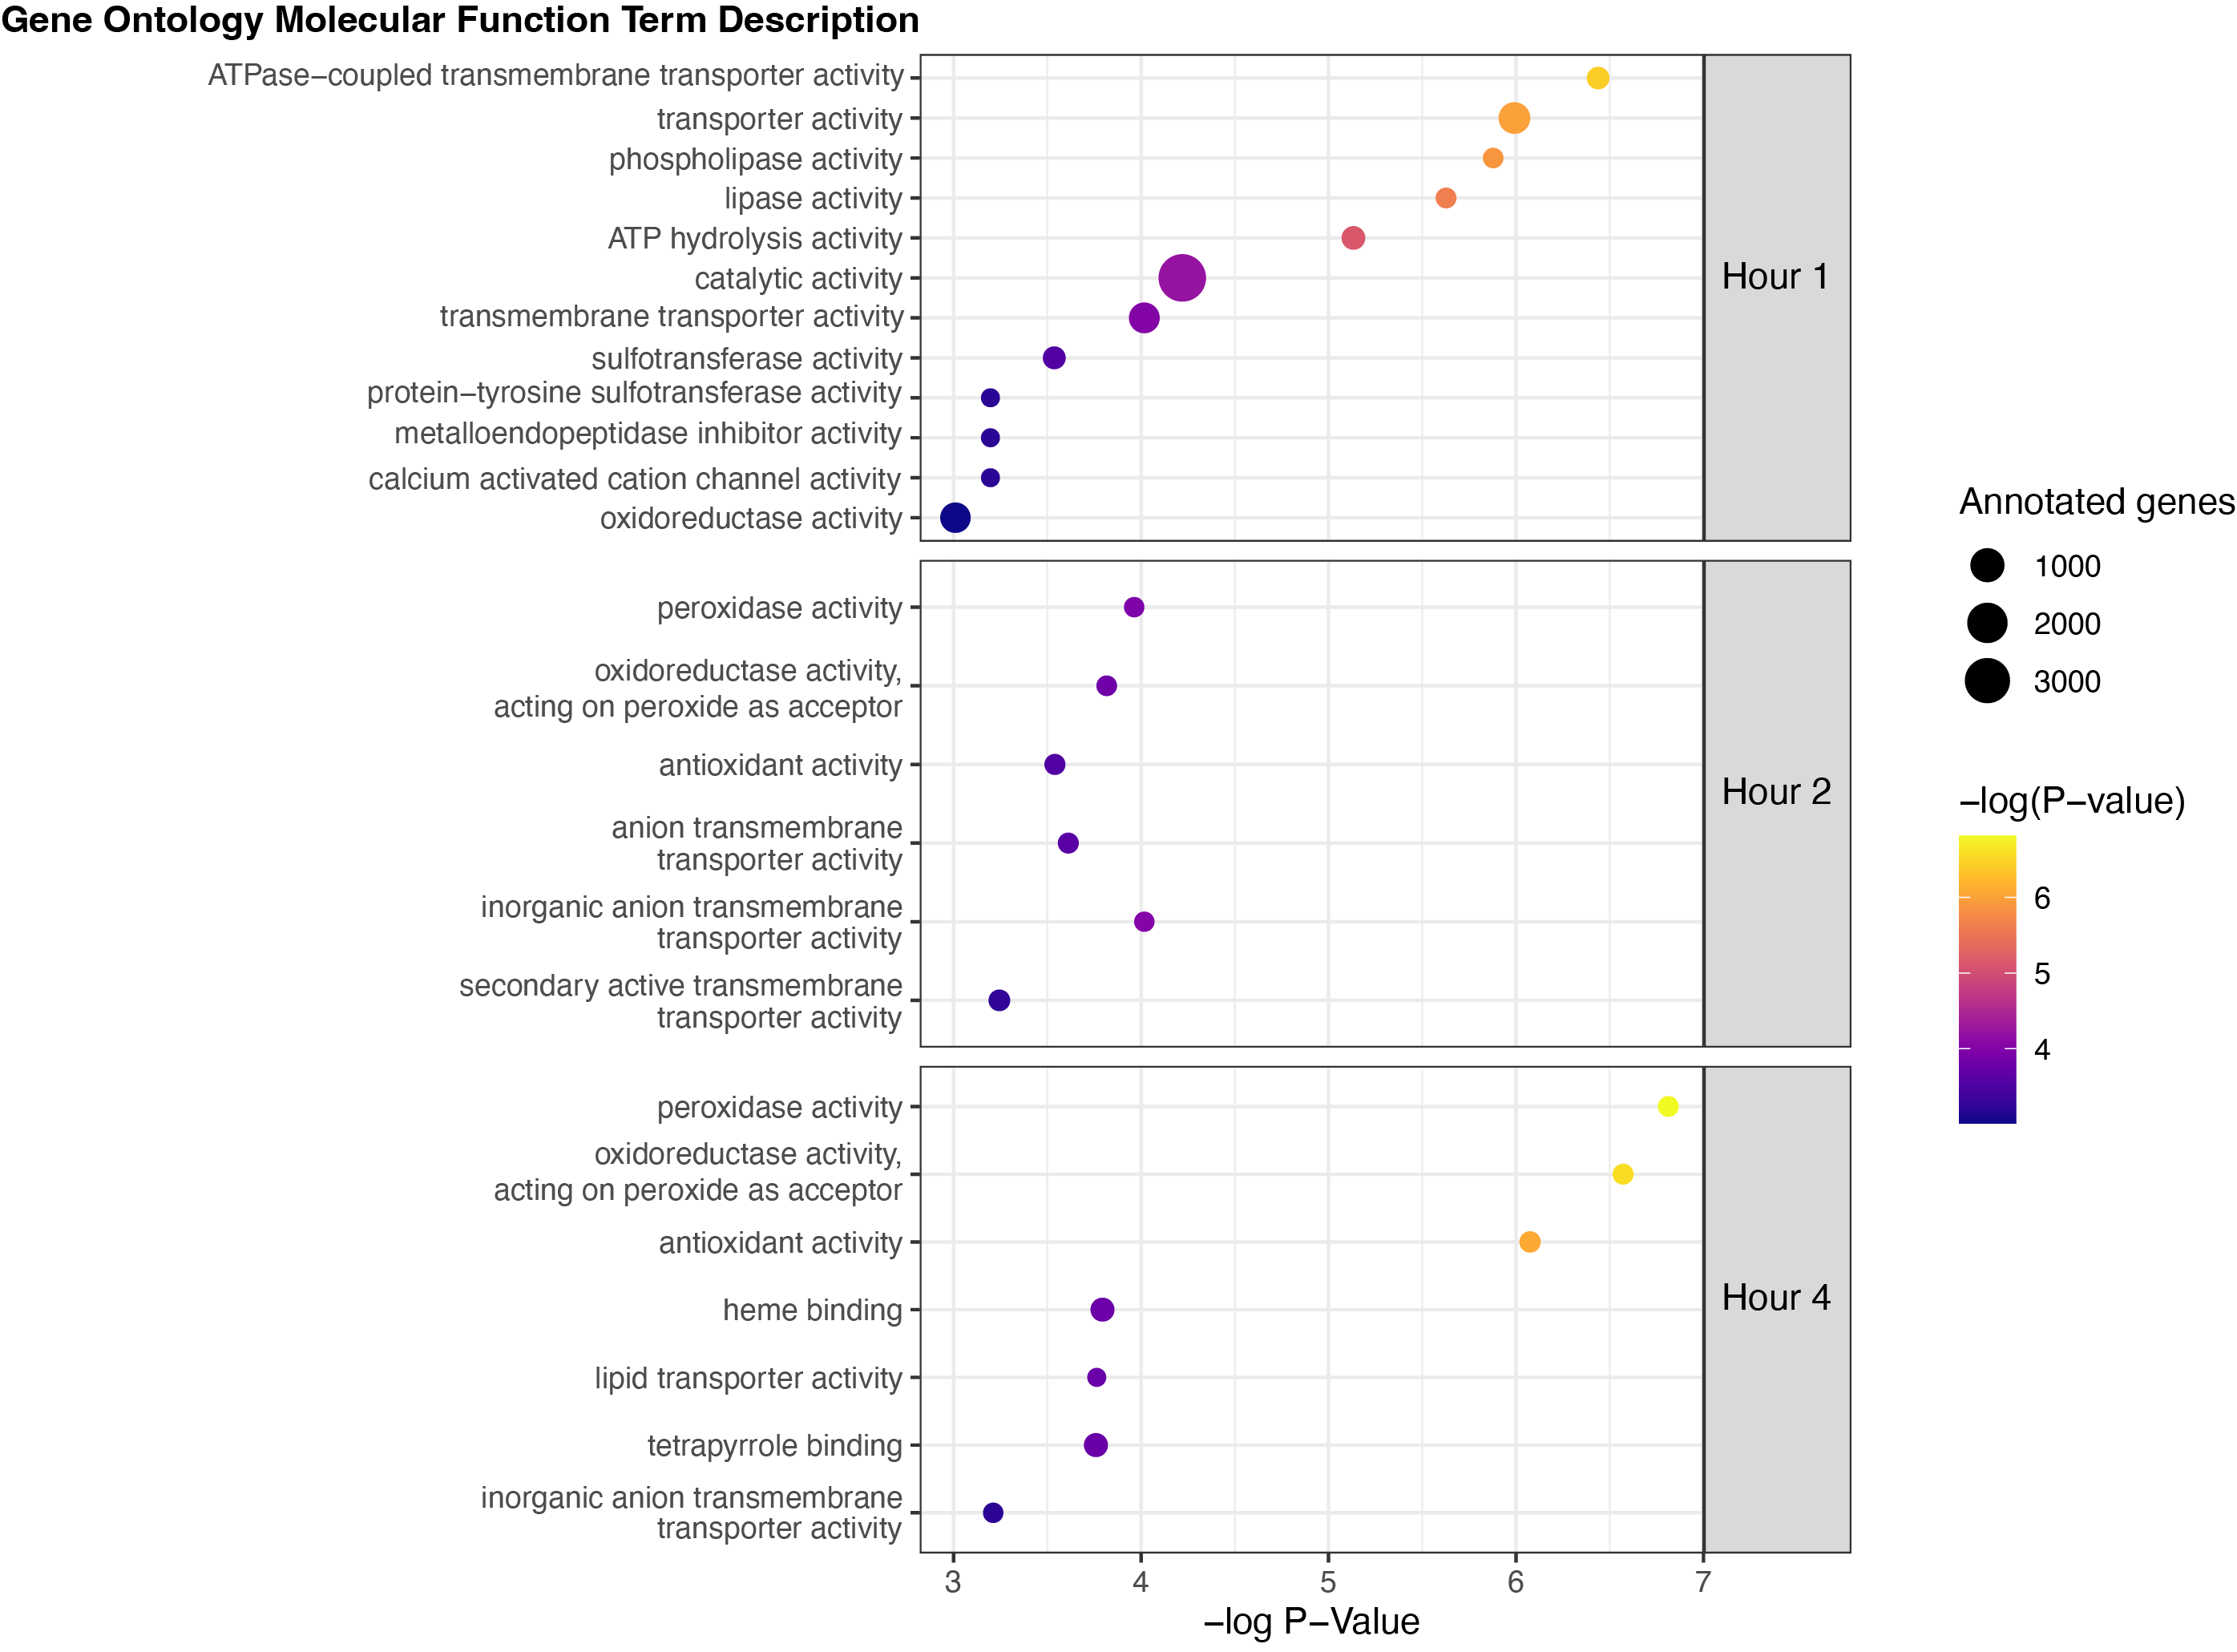 Gene Ontology Molecular Function Term Description
ATPase−coupled transmembrane transporter activity
transporter activity
phospholipase activity
lipase activity
ATP hydrolysis activity
catalytic activity
transmembrane transporter activity
sulfotransferase activity
protein−tyrosine sulfotransferase activity
metalloendopeptidase inhibitor activity
calcium activated cation channel activity
oxidoreductase activity
Hour 1
peroxidase activity
oxidoreductase activity,
acting on peroxide as acceptor
antioxidant activity
anion transmembrane
transporter activity
inorganic anion transmembrane
transporter activity
secondary active transmembrane
transporter activity
Hour 2
peroxidase activity
oxidoreductase activity,
acting on peroxide as acceptor
antioxidant activity
heme binding
lipid transporter activity
tetrapyrrole binding
inorganic anion transmembrane
transporter activity
Hour 4
3 4 5 6 7
−log P−Value
Annotated genes
1000
2000
3000
−log(P−value)
6
5
4